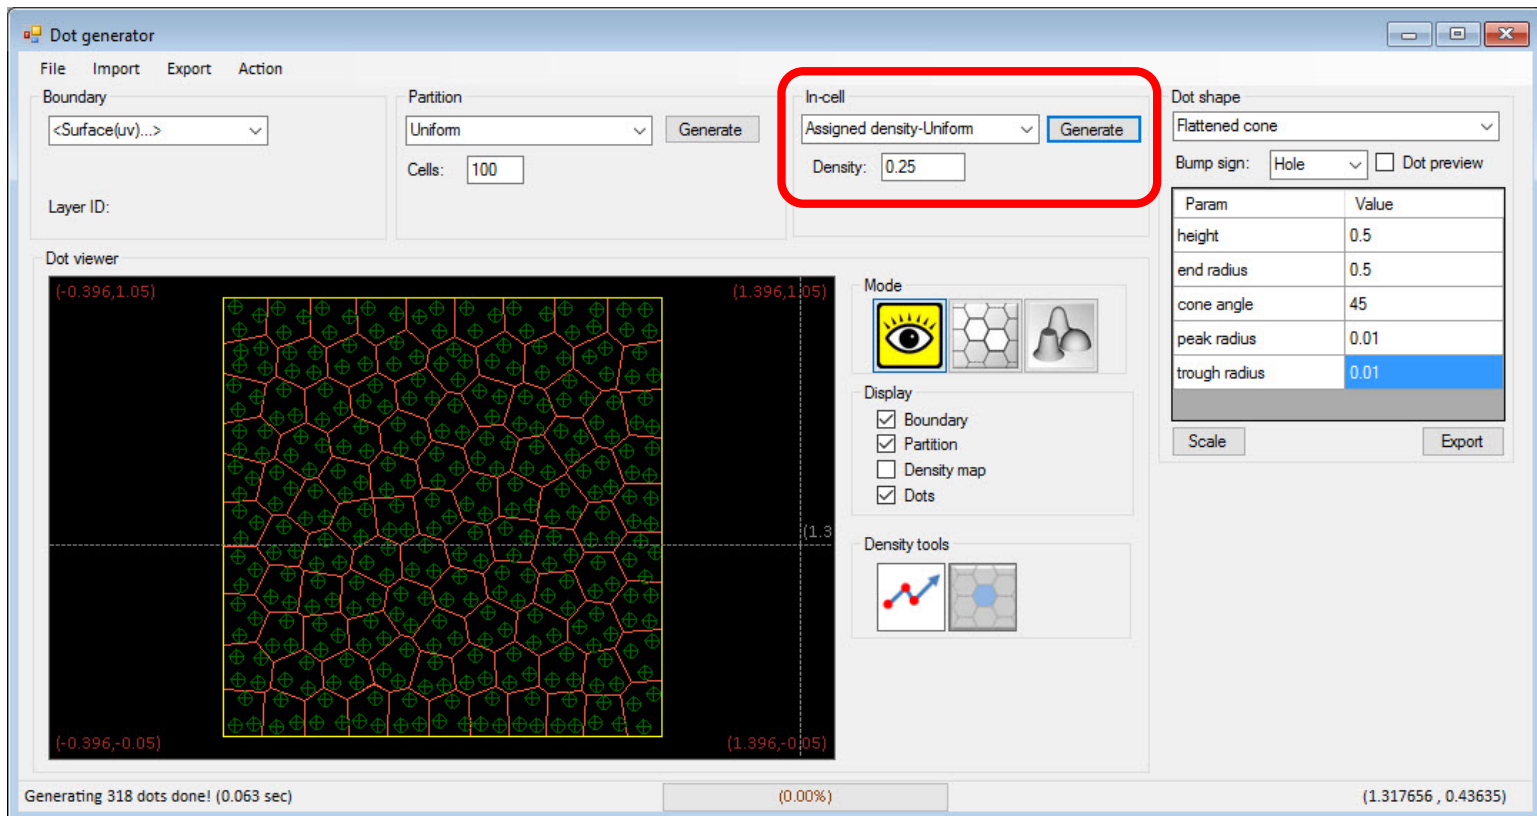 Dot generator
File Import Export Action
Boundary
<Surface(uv)...>
Layer ID:
Partition
Uniform
Generate
Cells: 100
In-cell
Assigned density-Uniform
Generate
Density: 0.25
Dot shape
Flattened cone
Bump sign: Hole
Dot preview
Param Value
height 0.5
end radius 0.5
cone angle 45
peak radius 0.01
trough radius 0.01
Scale
Export
Dot viewer
(-0.396,1.05)
(1.396,1.05)
(1.3
(-0.396,-0.05)
(1.396,-0.05)
Mode
Display
Boundary
Partition
Density map
Dots
Density tools
Generating 318 dots done! (0.063 sec)
(0.00%)
(1.317656 , 0.43635)